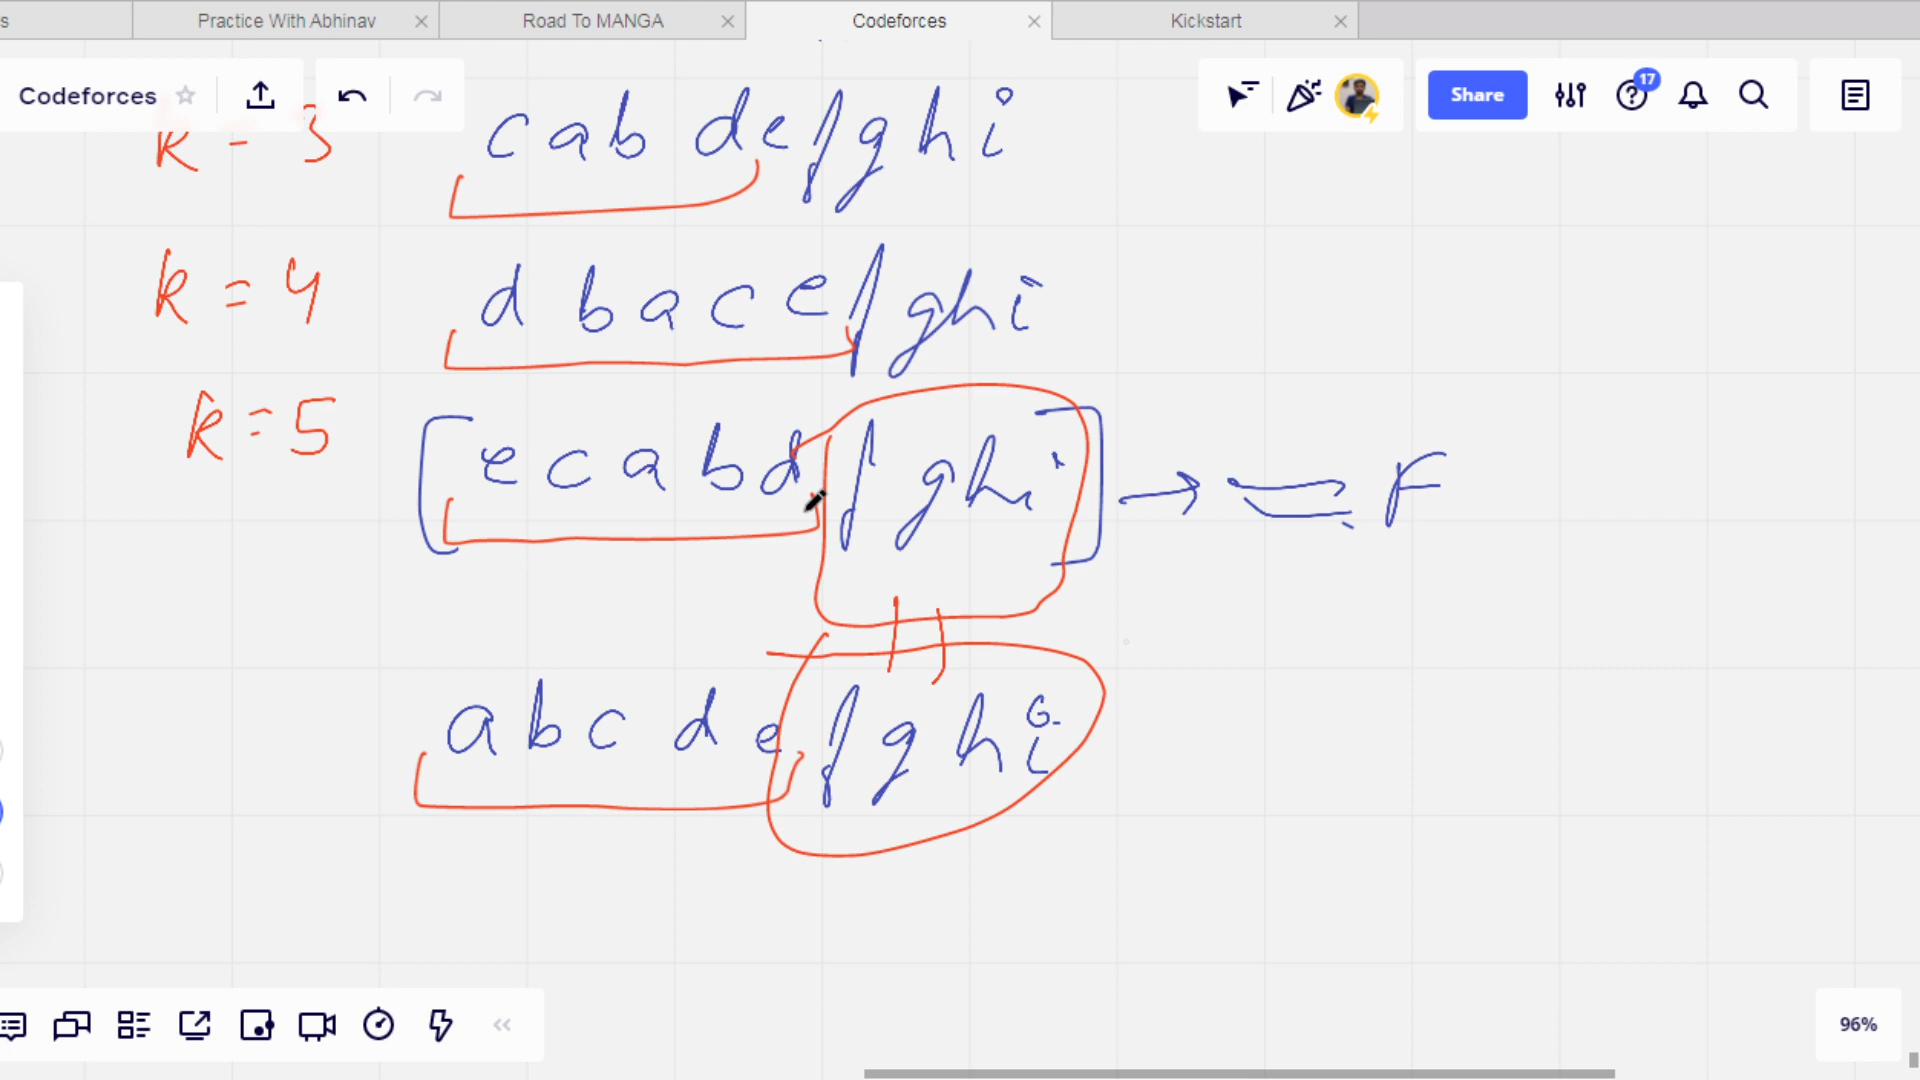 s Practice With Abhinav Road To MANGA Codeforces Kickstart
Codeforces Share 17
k - 3 c a b d e f g h i
k = 4 d b a c e f g h i
k = 5 [ e c a b d f g h i ] → = F
a b c d e f g h i
96%